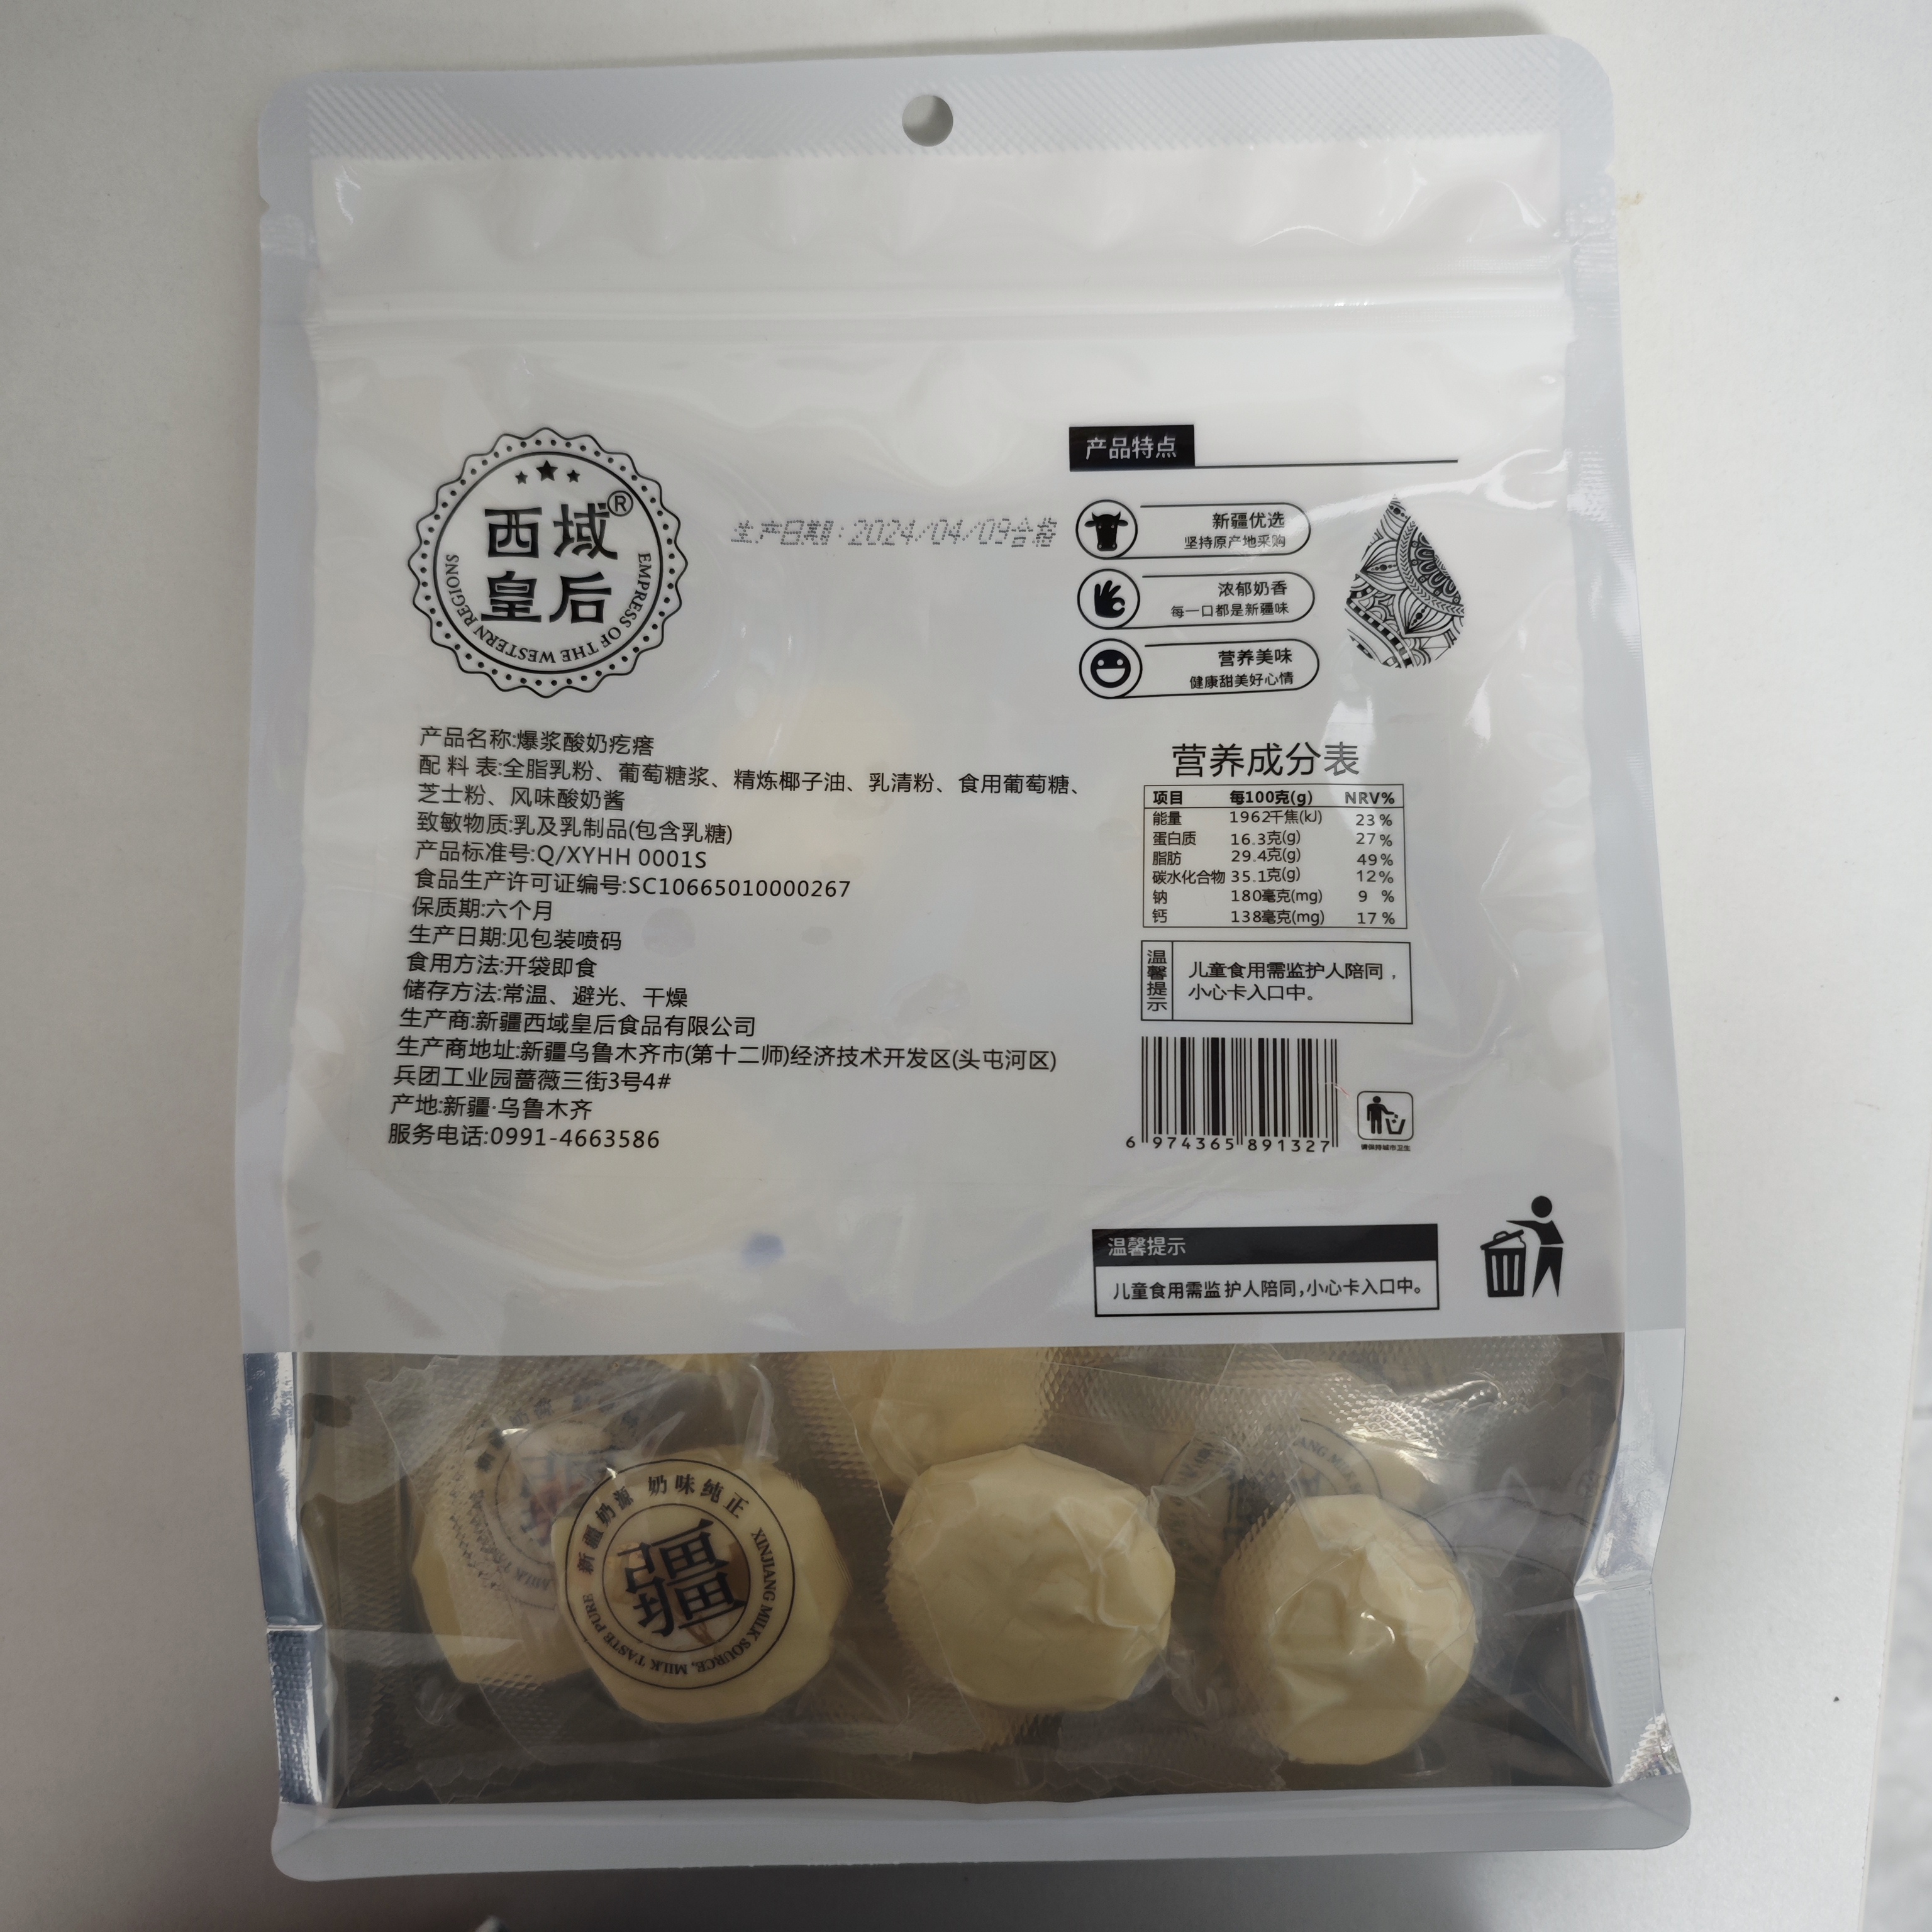 西域®
皇后
EMPRESS OF THE WESTERN REGIONS
生产日期:2024/04/09合格
产品特点
新疆优选
坚持原产地采购
浓郁奶香
每一口都是新疆味
营养美味
健康甜美好心情
产品名称:爆浆酸奶疙瘩
配 料 表:全脂乳粉、葡萄糖浆、精炼椰子油、乳清粉、食用葡萄糖、
芝士粉、风味酸奶酱
致敏物质:乳及乳制品(包含乳糖)
产品标准号:Q/XYHH 0001S
食品生产许可证编号:SC10665010000267
保质期:六个月
生产日期:见包装喷码
食用方法:开袋即食
储存方法:常温、避光、干燥
生产商:新疆西域皇后食品有限公司
生产商地址:新疆乌鲁木齐市(第十二师)经济技术开发区(头屯河区)
兵团工业园蔷薇三街3号4#
产地:新疆·乌鲁木齐
服务电话:0991-4663586
营养成分表
项目 每100克(g) NRV%
能量 1962千焦(kJ) 23%
蛋白质 16.3克(g) 27%
脂肪 29.4克(g) 49%
碳水化合物 35.1克(g) 12%
钠 180毫克(mg) 9 %
钙 138毫克(mg) 17%
温馨提示
儿童食用需监护人陪同，
小心卡入口中。
6 974365 891327
请保持城市卫生
温馨提示
儿童食用需监 护人陪同,小心卡入口中。
新疆奶源 奶味纯正
疆
XINJIANG MILK SOURCE, MILK TASTE PURE